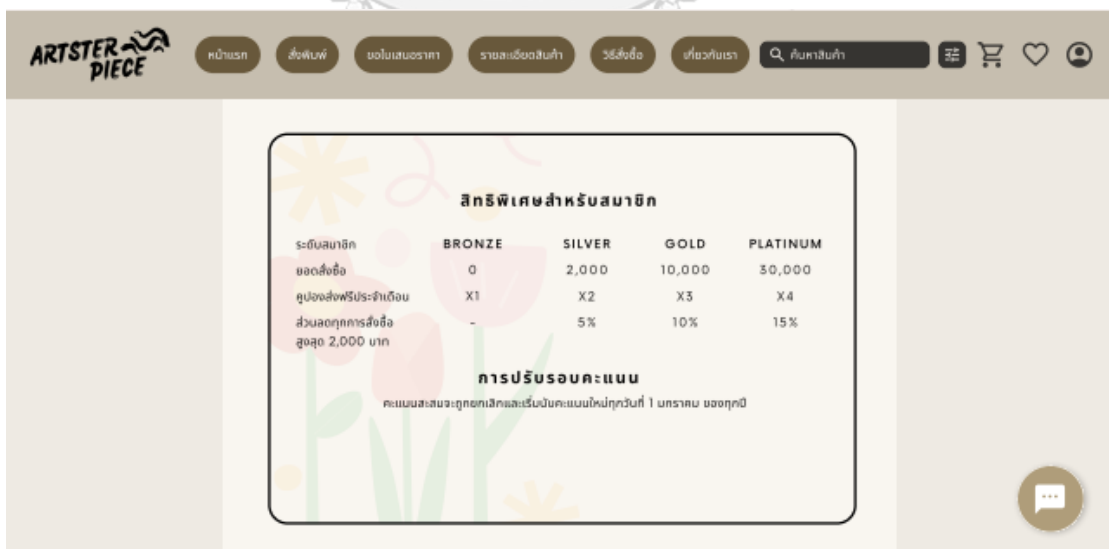 ARTSTER
PIECE
หน้าแรก
สั่งพิมพ์
ขอใบเสนอราคา
รายละเอียดสินค้า
วิธีสั่งซื้อ
เกี่ยวกับเรา
ค้นหาสินค้า
สิทธิพิเศษสำหรับสมาชิก
ระดับสมาชิก BRONZE SILVER GOLD PLATINUM
ยอดสั่งซื้อ 0 2,000 10,000 30,000
คูปองส่งฟรีประจำเดือน X1 X2 X3 X4
ส่วนลดทุกการสั่งซื้อ - 5% 10% 15%
สูงสุด 2,000 บาท
การปรับรอบคะแนน
คะแนนสะสมจะถูกยกเลิกและเริ่มนับคะแนนใหม่ทุกวันที่ 1 มกราคม ของทุกปี